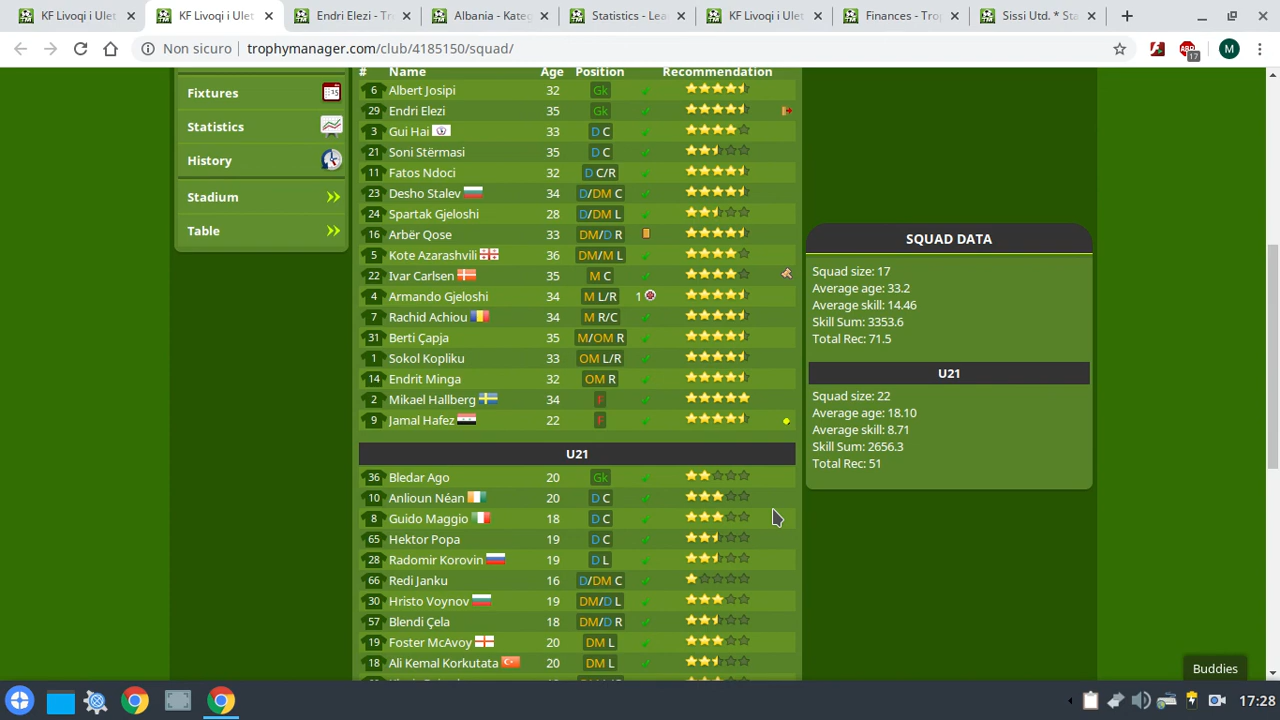 KF Livoqi i Ulet
KF Livoqi i Ulet
Endri Elezi - Tr
Albania - Katec
Statistics - Lea
KF Livoqi i Ulet
Finances - Trop
Sissi Utd. * Sta
Non sicuro
trophymanager.com/club/4185150/squad/
17
M
Fixtures
Statistics
History
Stadium
Table
# Name Age Position Recommendation
6 Albert Josipi 32 Gk
29 Endri Elezi 35 Gk
3 Gui Hai 33 D C
21 Soni Stërmasi 35 D C
11 Fatos Ndoci 32 D C/R
23 Desho Stalev 34 D/DM C
24 Spartak Gjeloshi 28 D/DM L
16 Arbër Qose 33 DM/D R
5 Kote Azarashvili 36 DM/M L
22 Ivar Carlsen 35 M C
4 Armando Gjeloshi 34 M L/R 1
7 Rachid Achiou 34 M R/C
31 Berti Çapja 35 M/OM R
1 Sokol Kopliku 33 OM L/R
14 Endrit Minga 32 OM R
2 Mikael Hallberg 34 F
9 Jamal Hafez 22 F
U21
36 Bledar Ago 20 Gk
10 Anlioun Néan 20 D C
8 Guido Maggio 18 D C
65 Hektor Popa 19 D C
28 Radomir Korovin 19 D L
66 Redi Janku 16 D/DM C
30 Hristo Voynov 19 DM/D L
57 Blendi Çela 18 DM/D R
19 Foster McAvoy 20 DM L
18 Ali Kemal Korkutata 20 DM L
SQUAD DATA
Squad size: 17
Average age: 33.2
Average skill: 14.46
Skill Sum: 3353.6
Total Rec: 71.5
U21
Squad size: 22
Average age: 18.10
Average skill: 8.71
Skill Sum: 2656.3
Total Rec: 51
Buddies
17:28